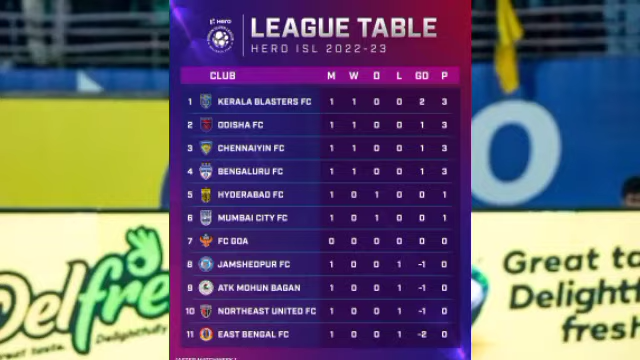 Hero
LEAGUE TABLE
HERO ISL 2022-23
CLUB M W D L GD P
1 KERALA BLASTERS FC 1 1 0 0 2 3
2 ODISHA FC 1 1 0 0 1 3
3 CHENNAIYIN FC 1 1 0 0 1 3
4 BENGALURU FC 1 1 0 0 1 3
5 HYDERABAD FC 1 0 1 0 0 1
6 MUMBAI CITY FC 1 0 1 0 0 1
7 FC GOA 0 0 0 0 0 0
8 JAMSHEDPUR FC 1 0 0 1 -1 0
9 ATK MOHUN BAGAN 1 0 0 1 -1 0
10 NORTHEAST UNITED FC 1 0 0 1 -1 0
11 EAST BENGAL FC 1 0 0 1 -2 0
Delfre
eat taste. Delightfully
Great ta
Delightf
fresh